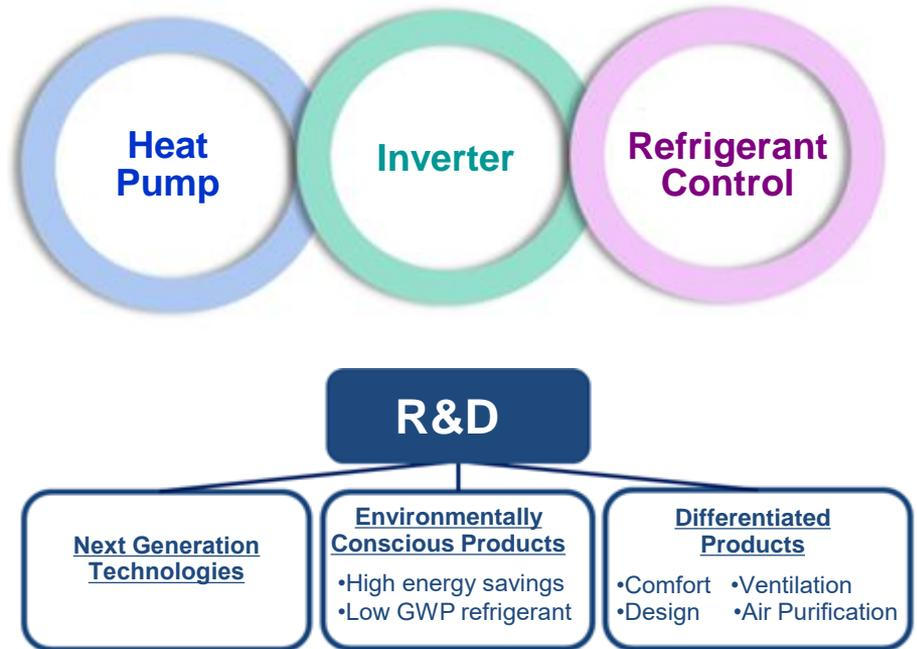 Heat
Pump
Inverter
Refrigerant
Control
R&D
Next Generation
Technologies
Environmentally
Conscious Products
•High energy savings
•Low GWP refrigerant
Differentiated
Products
•Comfort •Ventilation
•Design •Air Purification